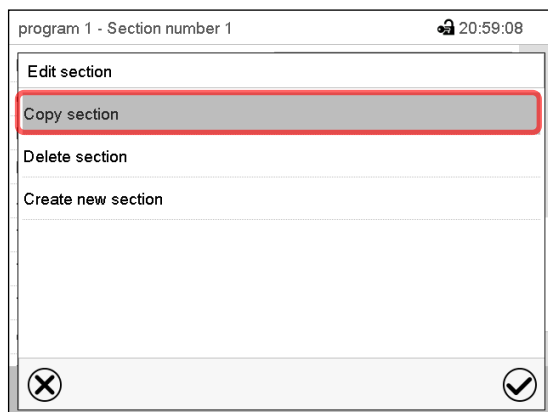 program 1 - Section number 1 20:59:08
Edit section
Copy section
Delete section
Create new section